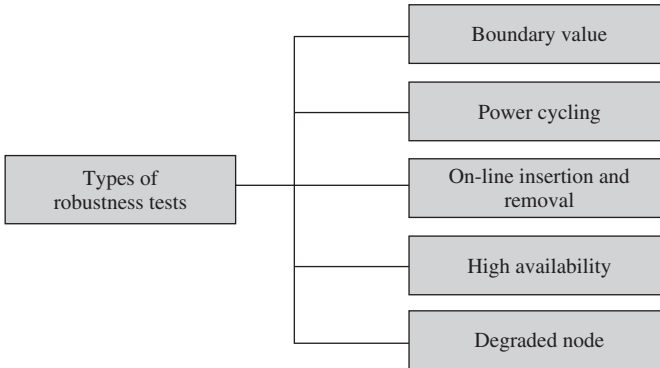 Types of
robustness tests
Boundary value
Power cycling
On-line insertion and
removal
High availability
Degraded node